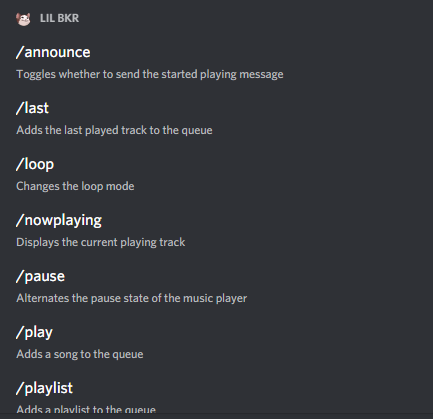 LIL BKR
/announce
Toggles whether to send the started playing message
/last
Adds the last played track to the queue
/loop
Changes the loop mode
/nowplaying
Displays the current playing track
/pause
Alternates the pause state of the music player
/play
Adds a song to the queue
/playlist
Adds a playlist to the queue